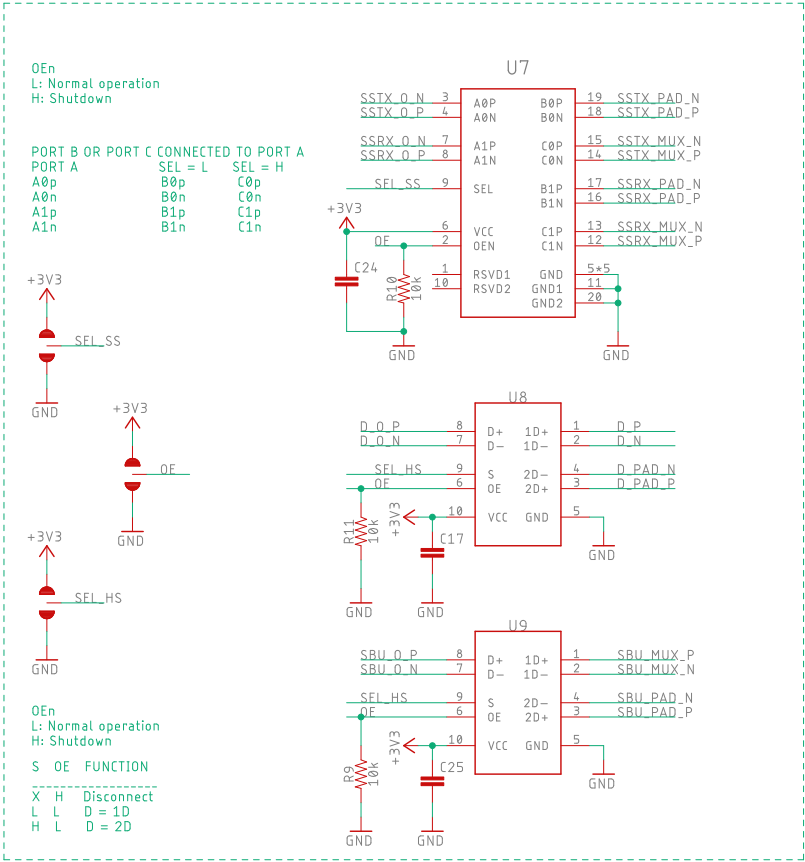 OEn
L: Normal operation
H: Shutdown
PORT B OR PORT C CONNECTED TO PORT A
PORT A SEL = L SEL = H
A0p B0p C0p
A0n B0n C0n
A1p B1p C1p
A1n B1n C1n
+3V3
SEL_SS
GND
+3V3
OE
GND
+3V3
SEL_HS
GND
OEn
L: Normal operation
H: Shutdown
S OE FUNCTION
--------------------
X H Disconnect
L L D = 1D
H L D = 2D
U7
SSTX_O_N 3 A0P B0P 19 SSTX_PAD_N
SSTX_O_P 4 A0N B0N 18 SSTX_PAD_P
SSRX_O_N 7 A1P C0P 15 SSTX_MUX_N
SSRX_O_P 8 A1N C0N 14 SSTX_MUX_P
SEL_SS 9 SEL B1P 17 SSRX_PAD_N
B1N 16 SSRX_PAD_P
+3V3
6 VCC C1P 13 SSRX_MUX_N
OE 2 OEN C1N 12 SSRX_MUX_P
C24
R10
10k
1 RSVD1 GND 5*5
10 RSVD2 GND1 11
GND2 20
GND
GND
U8
D_O_P 8 D+ 1D+ 1 D_P
D_O_N 7 D- 1D- 2 D_N
SEL_HS 9 S 2D- 4 D_PAD_N
OE 6 OE 2D+ 3 D_PAD_P
+3V3 10 VCC GND 5
R11
10k
C17
GND
GND
GND
U9
SBU_O_P 8 D+ 1D+ 1 SBU_MUX_P
SBU_O_N 7 D- 1D- 2 SBU_MUX_N
SEL_HS 9 S 2D- 4 SBU_PAD_N
OE 6 OE 2D+ 3 SBU_PAD_P
+3V3 10 VCC GND 5
R9
10k
C25
GND
GND
GND